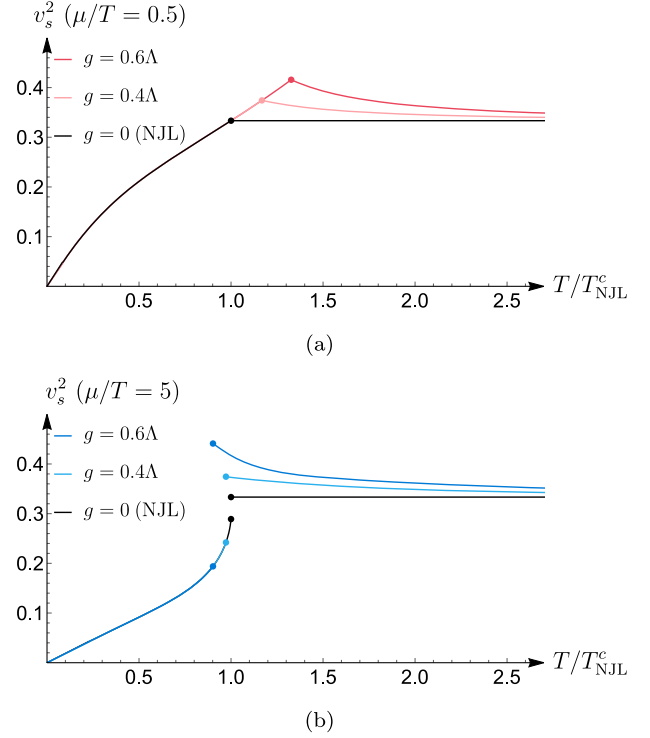 v_s^2 (μ/T = 0.5)
g = 0.6Λ
g = 0.4Λ
g = 0 (NJL)
0.4
0.3
0.2
0.1
0.5 1.0 1.5 2.0 2.5
T/T^c_NJL
(a)
v_s^2 (μ/T = 5)
g = 0.6Λ
g = 0.4Λ
g = 0 (NJL)
0.4
0.3
0.2
0.1
0.5 1.0 1.5 2.0 2.5
T/T^c_NJL
(b)